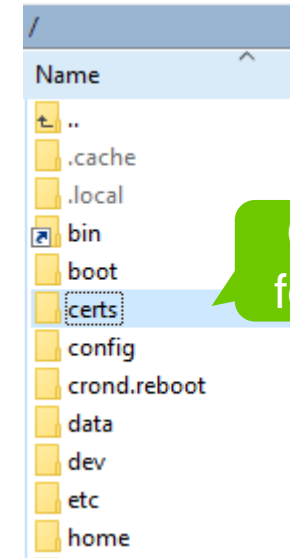 /
Name
..
.cache
.local
bin
boot
certs
config
crond.reboot
data
dev
etc
home